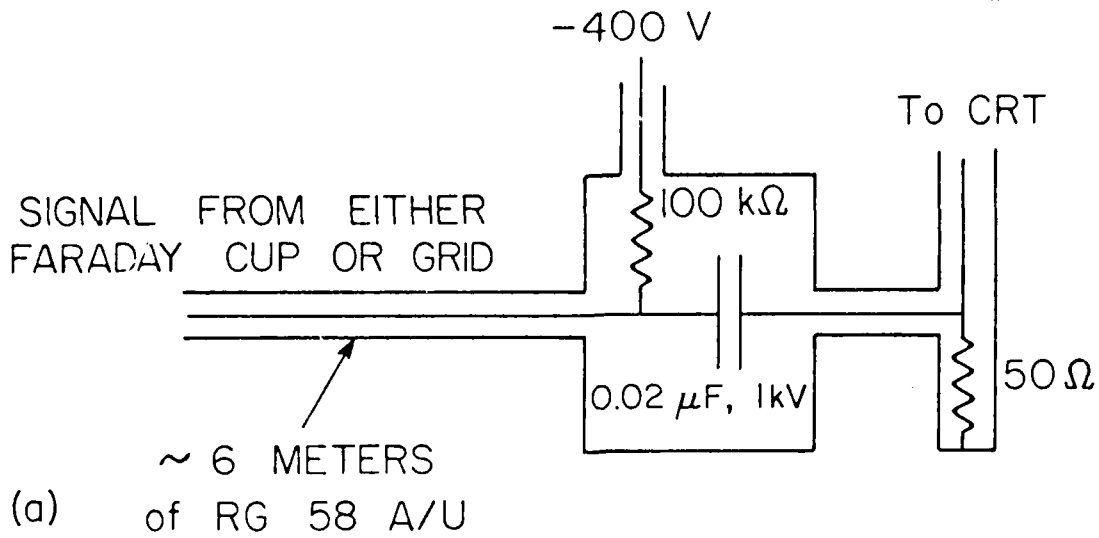 −400 V
To CRT
100 kΩ
SIGNAL FROM EITHER
FARADAY CUP OR GRID
50 Ω
0.02 μF, 1kV
~ 6 METERS
of RG 58 A/U
(a)